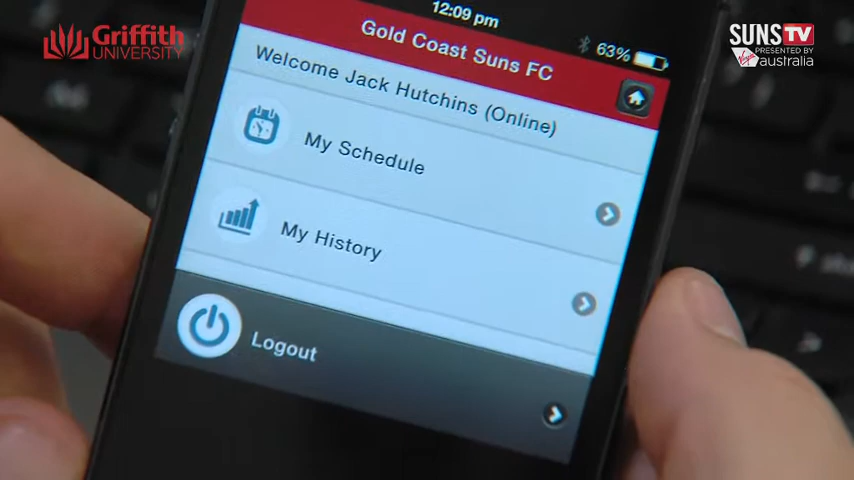 Griffith
UNIVERSITY
SUNS TV
PRESENTED BY
Virgin australia
12:09 pm
63%
Gold Coast Suns FC
Welcome Jack Hutchins (Online)
My Schedule
My History
Logout